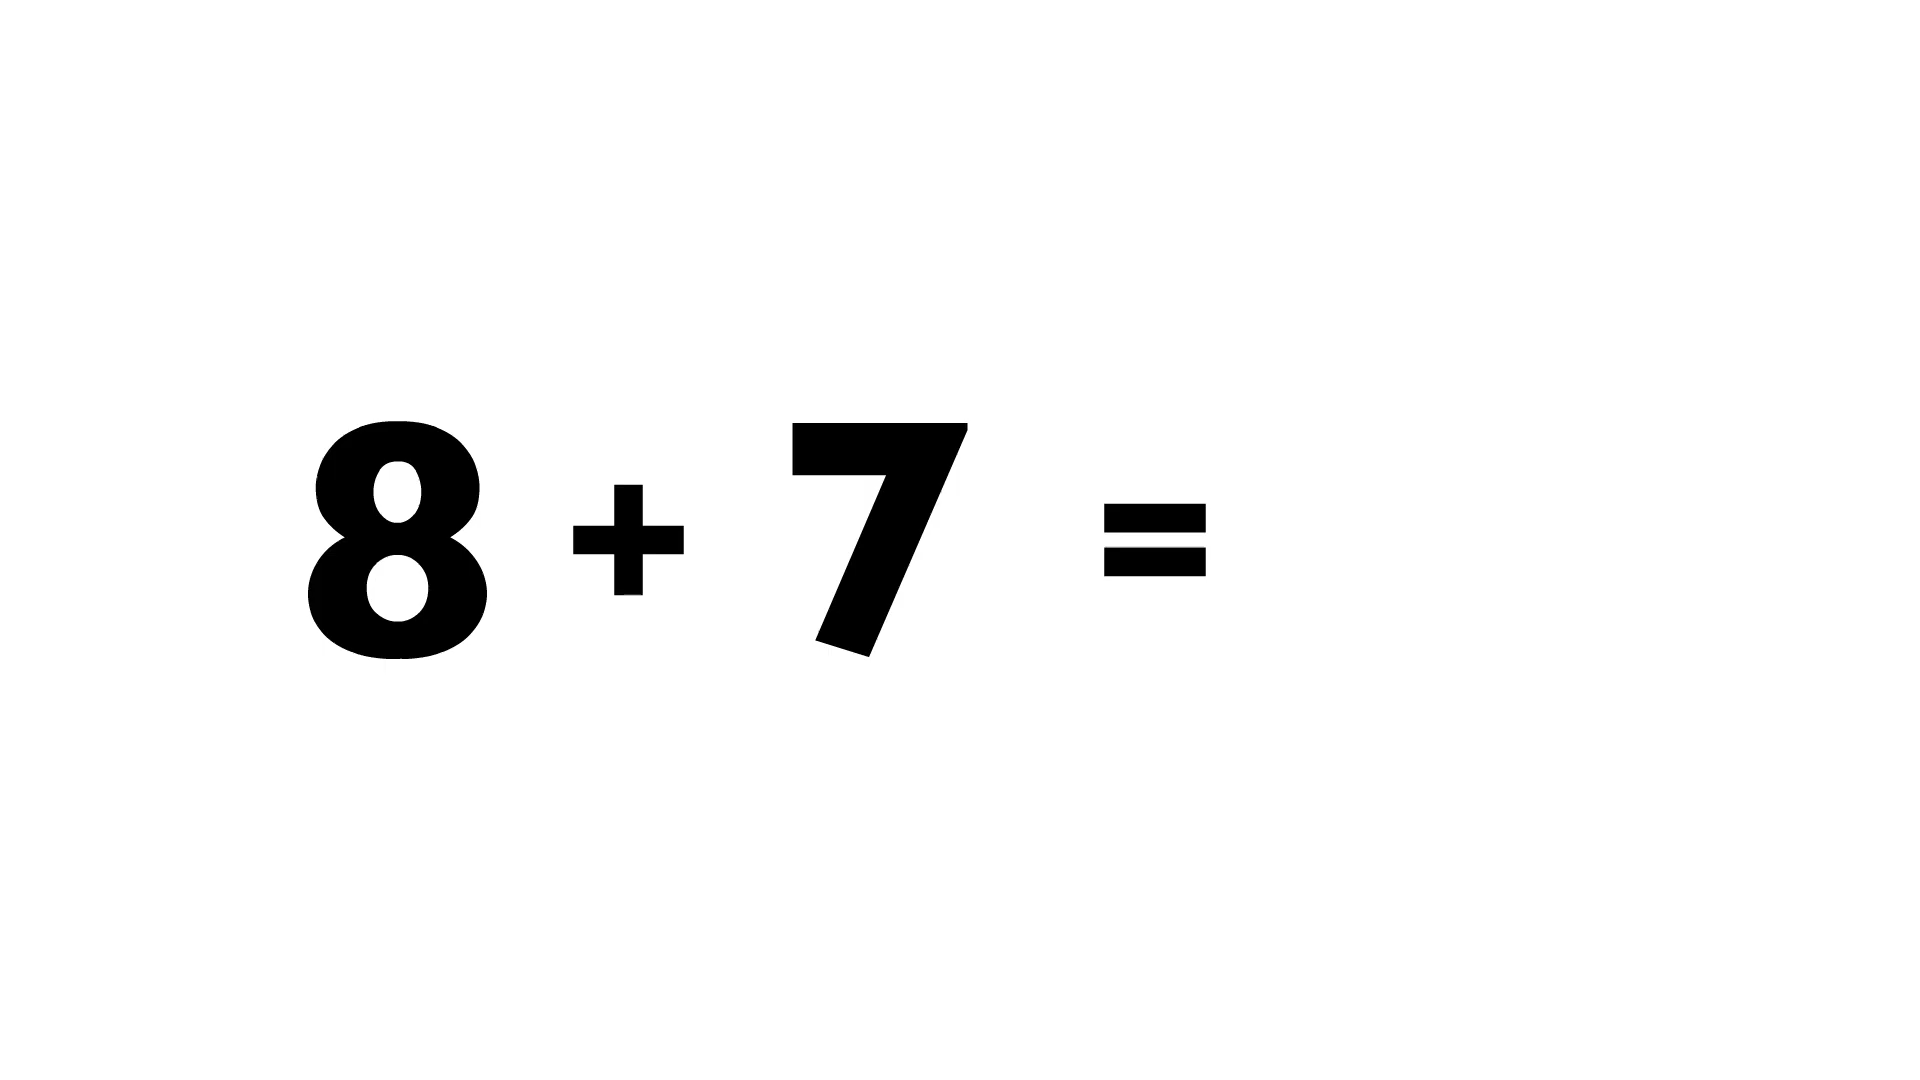 8 + 7 =